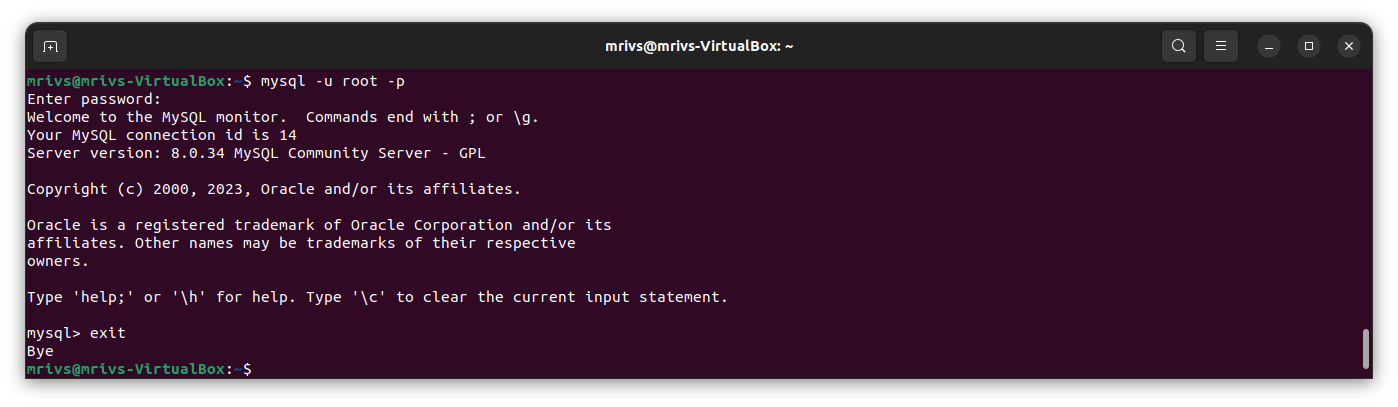 mrivs@mrivs-VirtualBox: ~
mrivs@mrivs-VirtualBox:~$ mysql -u root -p
Enter password:
Welcome to the MySQL monitor.  Commands end with ; or \g.
Your MySQL connection id is 14
Server version: 8.0.34 MySQL Community Server - GPL

Copyright (c) 2000, 2023, Oracle and/or its affiliates.

Oracle is a registered trademark of Oracle Corporation and/or its
affiliates. Other names may be trademarks of their respective
owners.

Type 'help;' or '\h' for help. Type '\c' to clear the current input statement.

mysql> exit
Bye
mrivs@mrivs-VirtualBox:~$